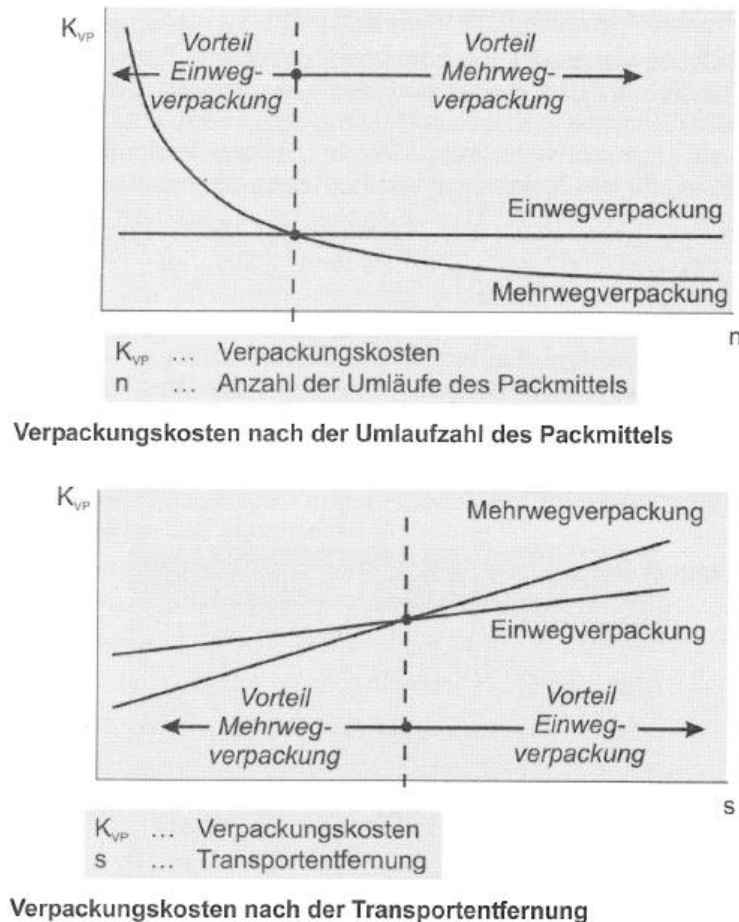 K_VP
Vorteil
Einweg-
verpackung
Vorteil
Mehrweg-
verpackung
Einwegverpackung
Mehrwegverpackung
n
K_VP ... Verpackungskosten
n ... Anzahl der Umläufe des Packmittels
Verpackungskosten nach der Umlaufzahl des Packmittels
K_VP
Mehrwegverpackung
Einwegverpackung
Vorteil
Mehrweg-
verpackung
Vorteil
Einweg-
verpackung
s
K_VP ... Verpackungskosten
s ... Transportentfernung
Verpackungskosten nach der Transportentfernung